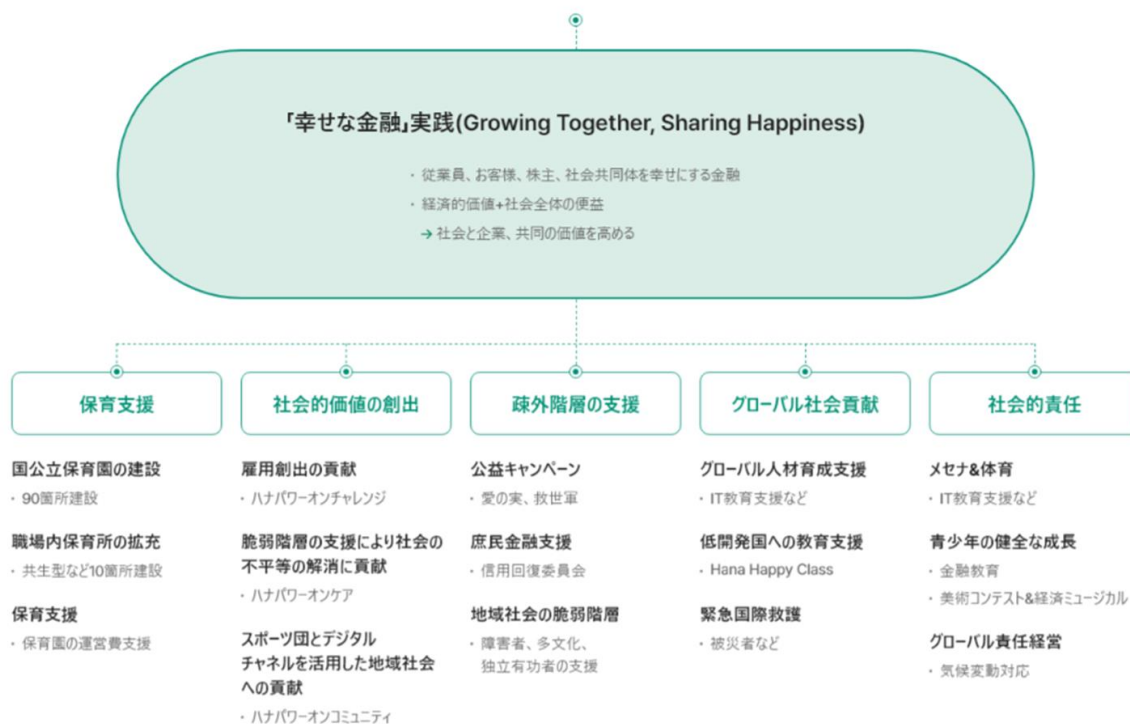 「幸せな金融」実践(Growing Together, Sharing Happiness)
・ 従業員、お客様、株主、社会共同体を幸せにする金融
・ 経済的価値+社会全体の便益
→ 社会と企業、共同の価値を高める
保育支援
国公立保育園の建設
・ 90箇所建設
職場内保育所の拡充
・ 共生型など10箇所建設
保育支援
・ 保育園の運営費支援
社会的価値の創出
雇用創出の貢献
・ ハナパワーオンチャレンジ
脆弱階層の支援により社会の
不平等の解消に貢献
・ ハナパワーオンケア
スポーツ団とデジタル
チャネルを活用した地域社会
への貢献
・ ハナパワーオンコミュニティ
疎外階層の支援
公益キャンペーン
・ 愛の実、救世軍
庶民金融支援
・ 信用回復委員会
地域社会の脆弱階層
・ 障害者、多文化、
独立有功者の支援
グローバル社会貢献
グローバル人材育成支援
・ IT教育支援など
低開発国への教育支援
・ Hana Happy Class
緊急国際救護
・ 被災者など
社会的責任
メセナ&体育
・ IT教育支援など
青少年の健全な成長
・ 金融教育
・ 美術コンテスト&経済ミュージカル
グローバル責任経営
・ 気候変動対応